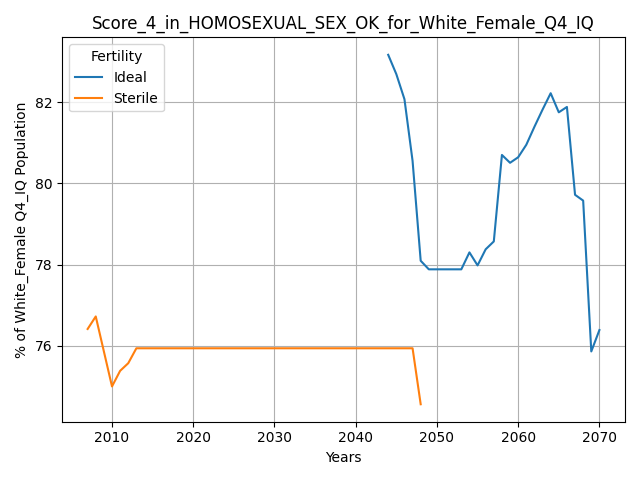 Score_4_in_HOMOSEXUAL_SEX_OK_for_White_Female_Q4_IQ
Fertility
Ideal
Sterile
82
80
78
76
% of White_Female Q4_IQ Population
2010 2020 2030 2040 2050 2060 2070
Years